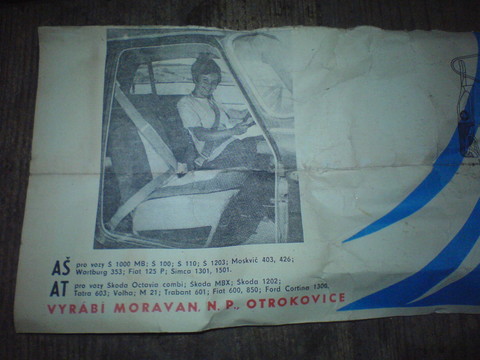 AŠ pro vozy Š 1000 MB; Š 100; Š 110; Š 1203; Moskvič 403, 426;
Wartburg 353; Fiat 125 P; Simca 1301, 1501.
AT pro vozy Škoda Octavia combi; Škoda MBX; Škoda 1202;
Tatra 603; Volha; M 21; Trabant 601; Fiat 600, 850; Ford Cortina 1300.
VYRÁBÍ MORAVAN, N. P., OTROKOVICE